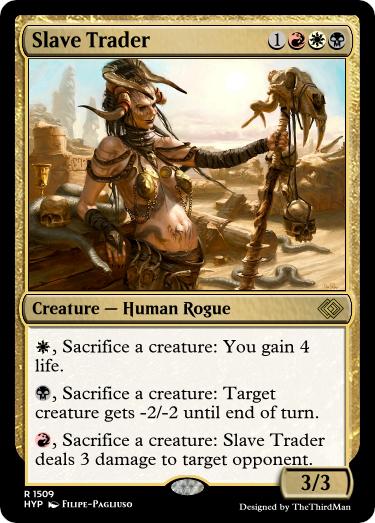 Slave Trader 1
Creature — Human Rogue
, Sacrifice a creature: You gain 4
life.
, Sacrifice a creature: Target
creature gets -2/-2 until end of turn.
, Sacrifice a creature: Slave Trader
deals 3 damage to target opponent.
3/3
R 1509
HYP Filipe-Pagliuso
Designed by TheThirdMan